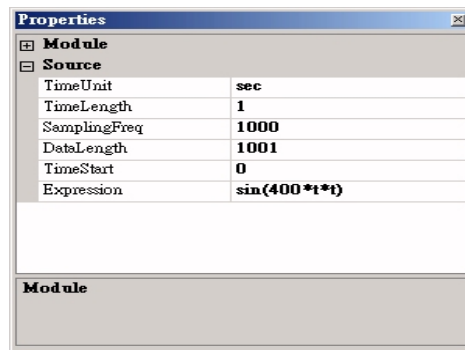 Properties
Module
Source
TimeUnit sec
TimeLength 1
SamplingFreq 1000
DataLength 1001
TimeStart 0
Expression sin(400*t*t)
Module